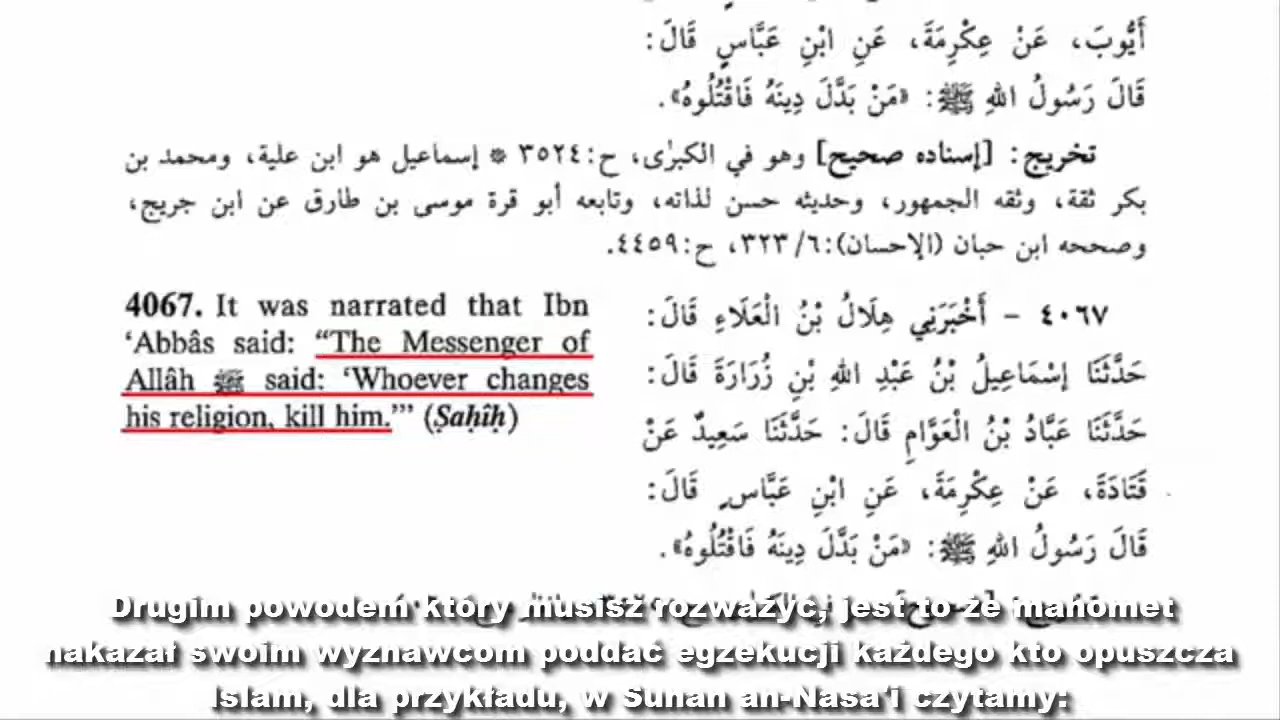 أَيُّوبَ، عَنْ عِكْرِمَةَ، عَنِ ابْنِ عَبَّاسٍ قَالَ:
قَالَ رَسُولُ اللهِ ﷺ: «مَنْ بَدَّلَ دِينَهُ فَاقْتُلُوهُ».
تخريج: [إسناده صحيح] وهو في الكبرٰى، ح:٣٥٢٤ * إسماعيل هو ابن علية، ومحمد بن
بكر ثقة، وثقه الجمهور، وحديثه حسن لذاته، وتابعه أبو قرة موسى بن طارق عن ابن جريج،
وصححه ابن حبان (الإحسان):٣٢٣/٦، ح:٤٤٥٩.
4067. It was narrated that Ibn
‘Abbâs said: “The Messenger of
Allâh ﷺ said: ‘Whoever changes
his religion, kill him.’” (Ṣaḥîḥ)
٤٠٦٧ - أَخْبَرَنِي هِلَالُ بْنُ الْعَلَاءِ قَالَ:
حَدَّثَنَا إِسْمَاعِيلُ بْنُ عَبْدِ اللهِ بْنِ زُرَارَةَ قَالَ:
حَدَّثَنَا عَبَّادُ بْنُ الْعَوَّامِ قَالَ: حَدَّثَنَا سَعِيدٌ عَنْ
قَتَادَةَ، عَنْ عِكْرِمَةَ، عَنِ ابْنِ عَبَّاسٍ قَالَ:
قَالَ رَسُولُ اللهِ ﷺ: «مَنْ بَدَّلَ دِينَهُ فَاقْتُلُوهُ».
Drugim powodem który musisz rozważyć, jest to że mahomet
nakazał swoim wyznawcom poddać egzekucji każdego kto opuszcza
Islam, dla przykładu, w Sunan an-Nasa'i czytamy: